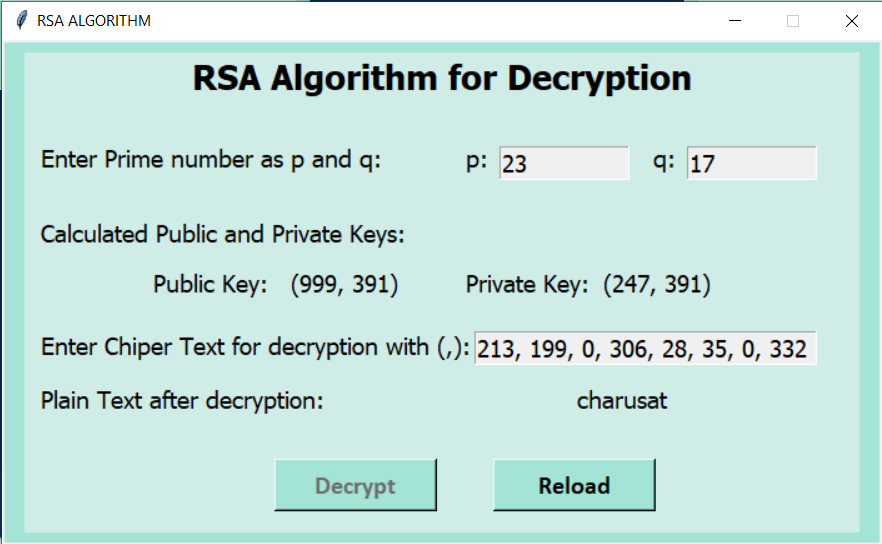 RSA ALGORITHM
RSA Algorithm for Decryption
Enter Prime number as p and q: p: 23 q: 17
Calculated Public and Private Keys:
Public Key: (999, 391) Private Key: (247, 391)
Enter Chiper Text for decryption with (,): 213, 199, 0, 306, 28, 35, 0, 332
Plain Text after decryption: charusat
Decrypt Reload